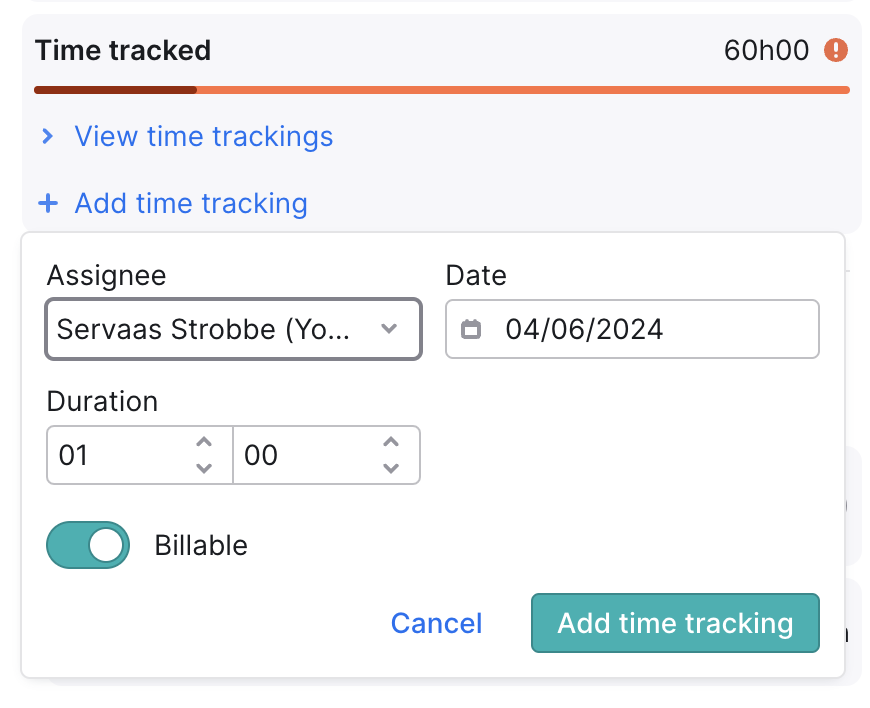 Time tracked 60h00
View time trackings
Add time tracking
Assignee Date
Servaas Strobbe (Yo... 04/06/2024
Duration
01 00
Billable
Cancel Add time tracking